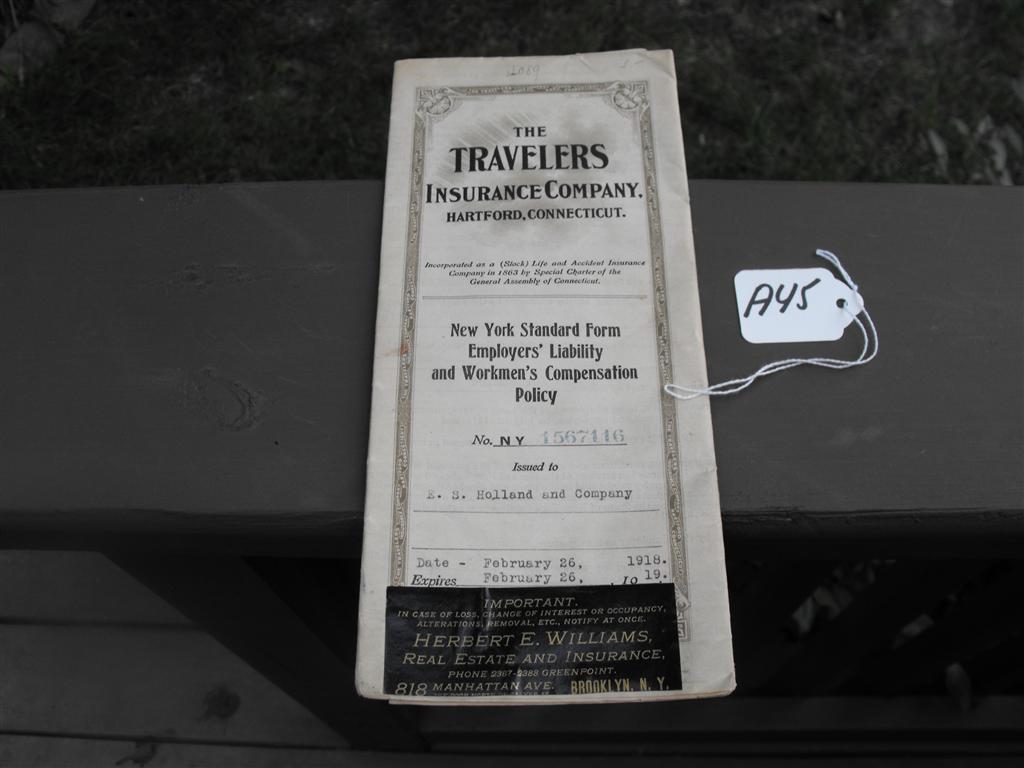 THE
TRAVELERS
INSURANCE COMPANY,
HARTFORD, CONNECTICUT.
Incorporated as a (Stock) Life and Accident Insurance
Company in 1863 by Special Charter of the
General Assembly of Connecticut.
New York Standard Form
Employers' Liability
and Workmen's Compensation
Policy
No. NY 1567116
Issued to
E. S. Holland and Company
Date - February 26, 1918.
Expires February 26, 19 19.
IMPORTANT.
IN CASE OF LOSS, CHANGE OF INTEREST OR OCCUPANCY,
ALTERATIONS, REMOVAL, ETC., NOTIFY AT ONCE.
HERBERT E. WILLIAMS,
REAL ESTATE AND INSURANCE,
PHONE 2387-2388 GREENPOINT.
818 MANHATTAN AVE. BROOKLYN, N. Y.
A45